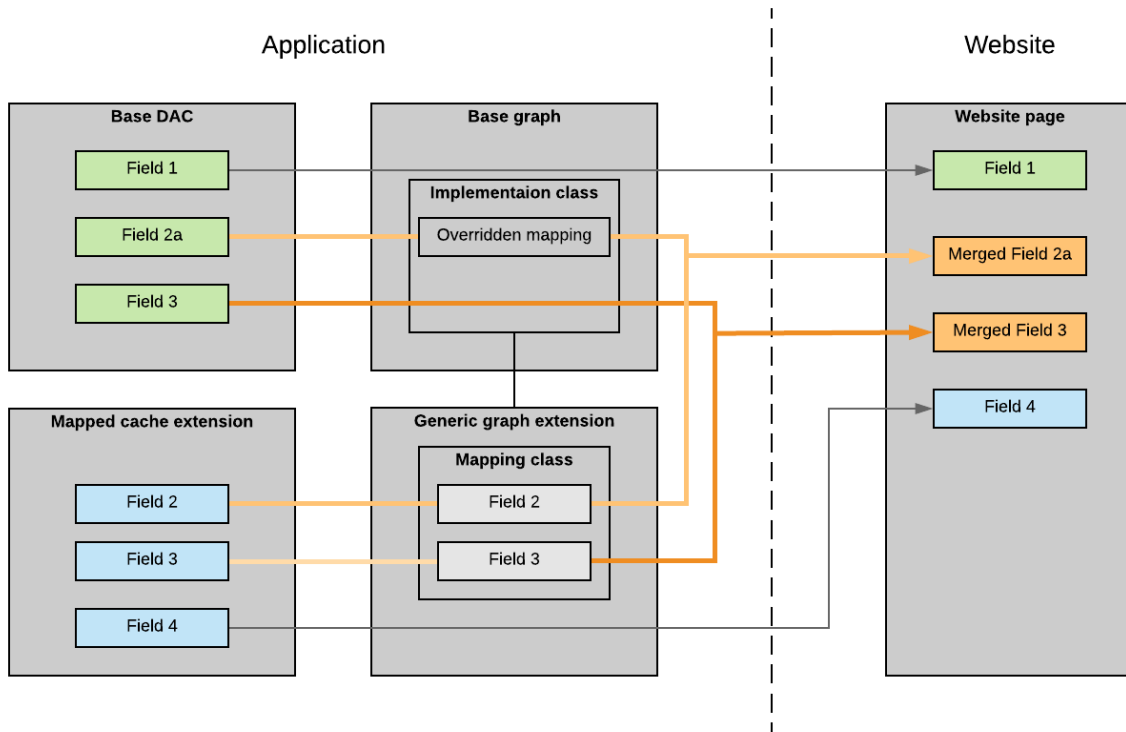 Application
Website
Base DAC
Field 1
Field 2a
Field 3
Base graph
Implementaion class
Overridden mapping
Website page
Field 1
Merged Field 2a
Merged Field 3
Field 4
Mapped cache extension
Field 2
Field 3
Field 4
Generic graph extension
Mapping class
Field 2
Field 3